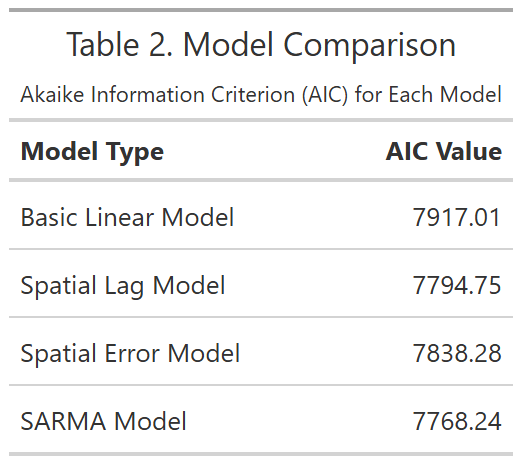 Table 2. Model Comparison
Akaike Information Criterion (AIC) for Each Model
Model Type AIC Value
Basic Linear Model 7917.01
Spatial Lag Model 7794.75
Spatial Error Model 7838.28
SARMA Model 7768.24